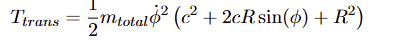 T_{trans} = \frac{1}{2} m_{total} \dot{\phi}^2 \left( c^2 + 2cR \sin(\phi) + R^2 \right)